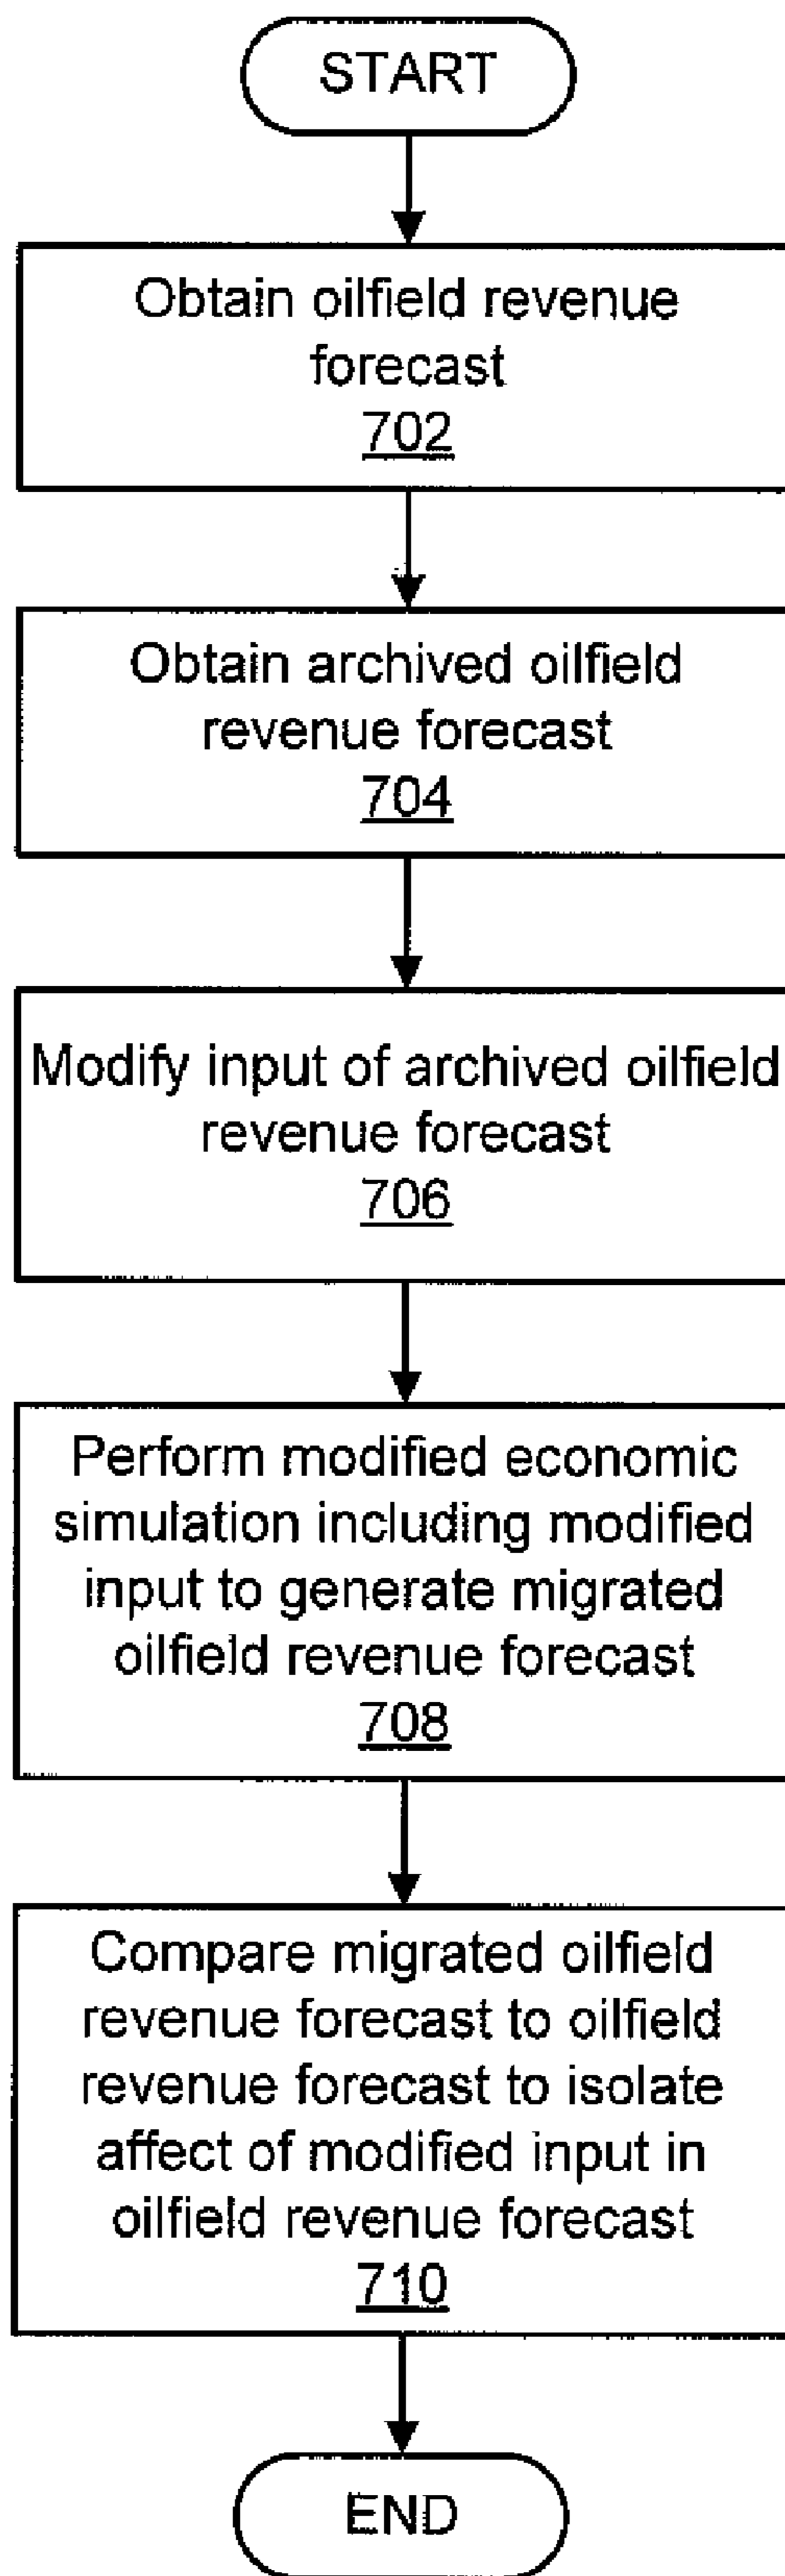 START
Obtain oilfield revenue
forecast
702
Obtain archived oilfield
revenue forecast
704
Modify input of archived oilfield
revenue forecast
706
Perform modified economic
simulation including modified
input to generate migrated
oilfield revenue forecast
708
Compare migrated oilfield
revenue forecast to oilfield
revenue forecast to isolate
affect of modified input in
oilfield revenue forecast
710
END